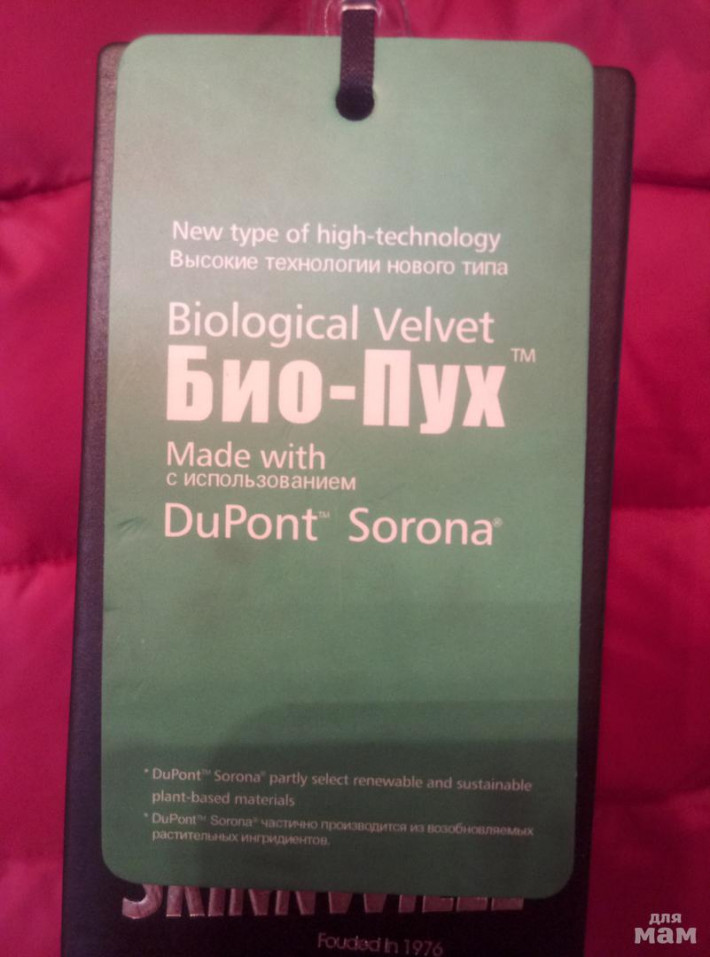 New type of high-technology
Высокие технологии нового типа
Biological Velvet
Био-Пух™
Made with
с использованием
DuPont™ Sorona®
* DuPont™ Sorona® partly select renewable and sustainable
plant-based materials
* DuPont™ Sorona® частично производится из возобновляемых
растительных ингридиентов.
Fouded in 1976
для
мам